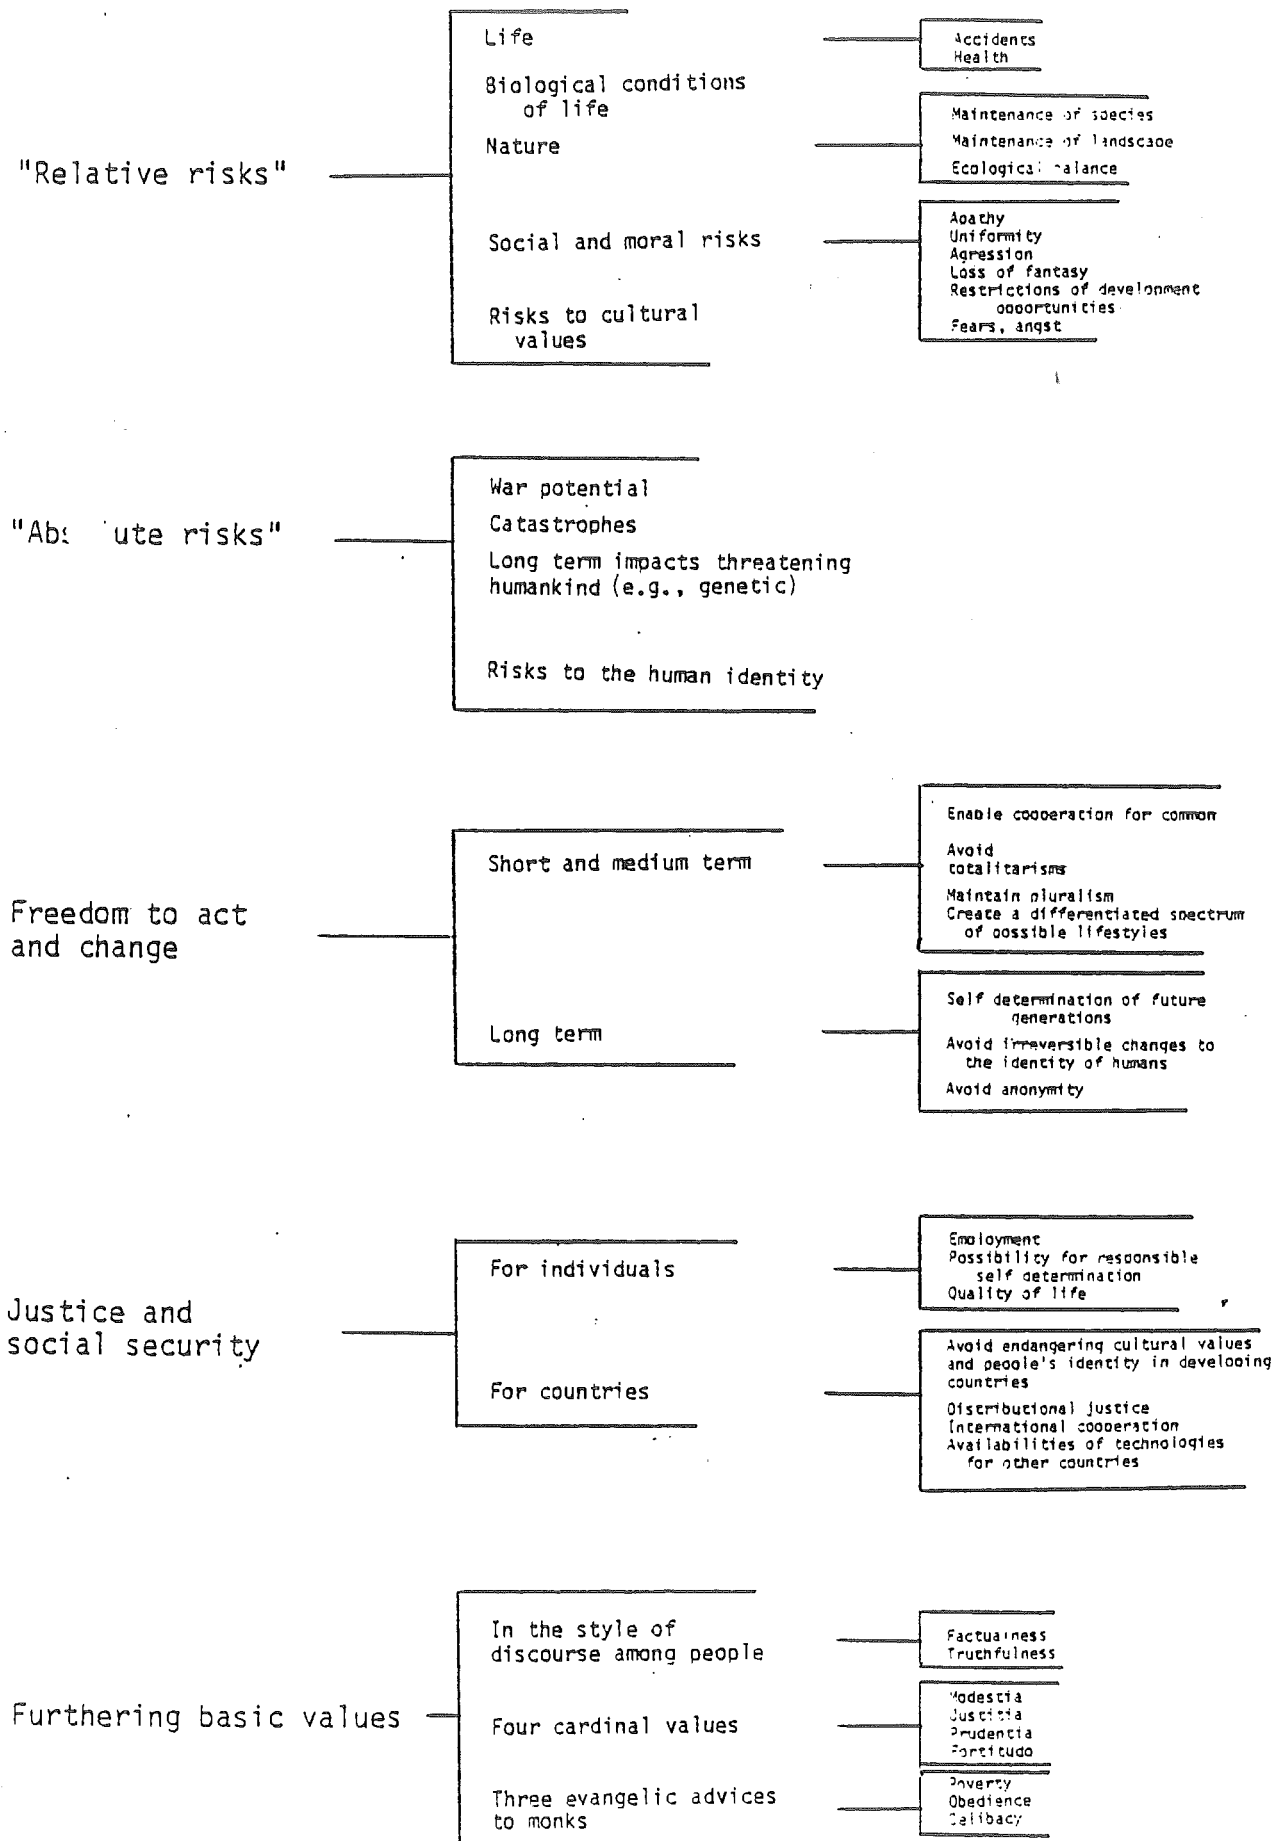 "Relative risks"
Life
Accidents
Health
Biological conditions
of life
Nature
Maintenance of species
Maintenance of landscape
Ecological balance
Social and moral risks
Apathy
Uniformity
Agression
Loss of fantasy
Restrictions of development
opportunities
Fears, angst
Risks to cultural
values
"Abs ute risks"
War potential
Catastrophes
Long term impacts threatening
humankind (e.g., genetic)
Risks to the human identity
Freedom to act
and change
Short and medium term
Enable cooperation for common
Avoid
totalitarisms
Maintain pluralism
Create a differentiated spectrum
of possible lifestyles
Long term
Self determination of future
generations
Avoid irreversible changes to
the identity of humans
Avoid anonymity
Justice and
social security
For individuals
Employment
Possibility for responsible
self determination
Quality of life
For countries
Avoid endangering cultural values
and people's identity in developing
countries
Distributional justice
International cooperation
Availabilities of technologies
for other countries
Furthering basic values
In the style of
discourse among people
Factualness
Truthfulness
Four cardinal values
Modestia
Justitia
Prudentia
Fortitudo
Three evangelic advices
to monks
Poverty
Obedience
Celibacy